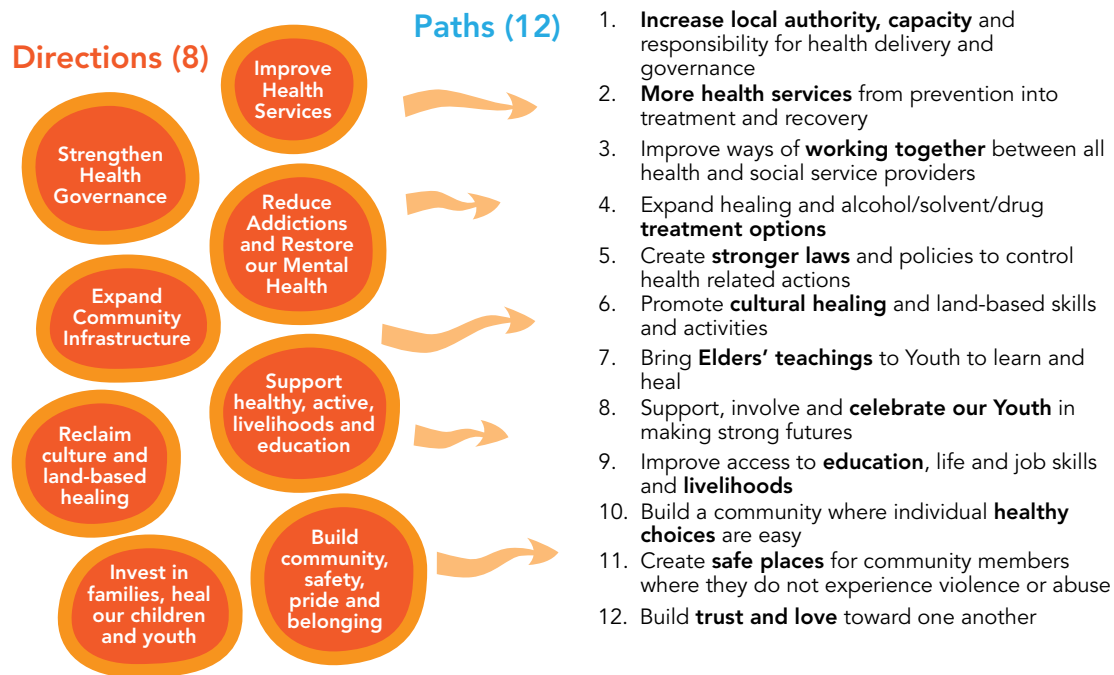 Directions (8)
Paths (12)
Improve
Health
Services
Strengthen
Health
Governance
Reduce
Addictions
and Restore
our Mental
Health
Expand
Community
Infrastructure
Support
healthy, active,
livelihoods and
education
Reclaim
culture and
land-based
healing
Build
community,
safety,
pride and
belonging
Invest in
families, heal
our children
and youth
1. Increase local authority, capacity and
responsibility for health delivery and
governance
2. More health services from prevention into
treatment and recovery
3. Improve ways of working together between all
health and social service providers
4. Expand healing and alcohol/solvent/drug
treatment options
5. Create stronger laws and policies to control
health related actions
6. Promote cultural healing and land-based skills
and activities
7. Bring Elders’ teachings to Youth to learn and
heal
8. Support, involve and celebrate our Youth in
making strong futures
9. Improve access to education, life and job skills
and livelihoods
10. Build a community where individual healthy
choices are easy
11. Create safe places for community members
where they do not experience violence or abuse
12. Build trust and love toward one another